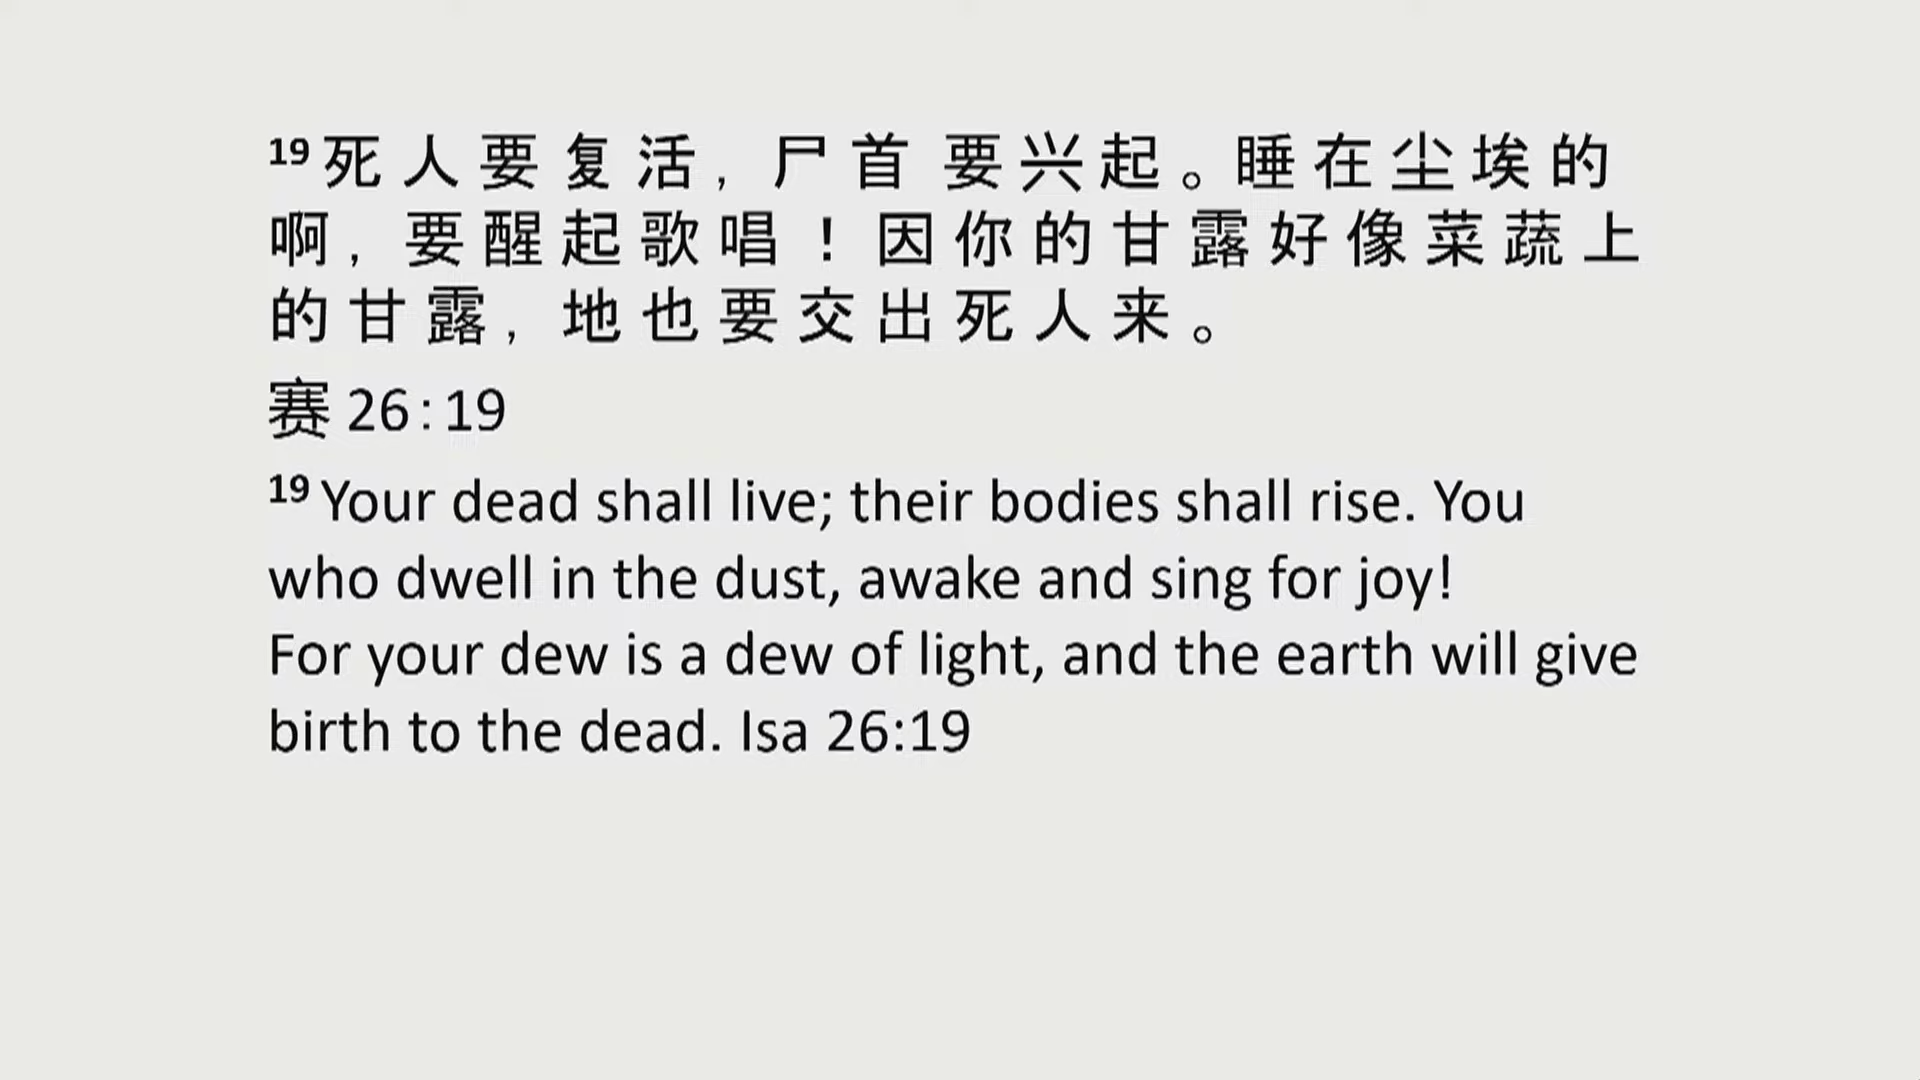 19 死人要复活，尸首 要兴起。睡在尘埃的
啊，要醒起歌唱！因你的甘露好像菜蔬上
的甘露，地也要交出死人来。
赛 26:19
19 Your dead shall live; their bodies shall rise. You
who dwell in the dust, awake and sing for joy!
For your dew is a dew of light, and the earth will give
birth to the dead. Isa 26:19